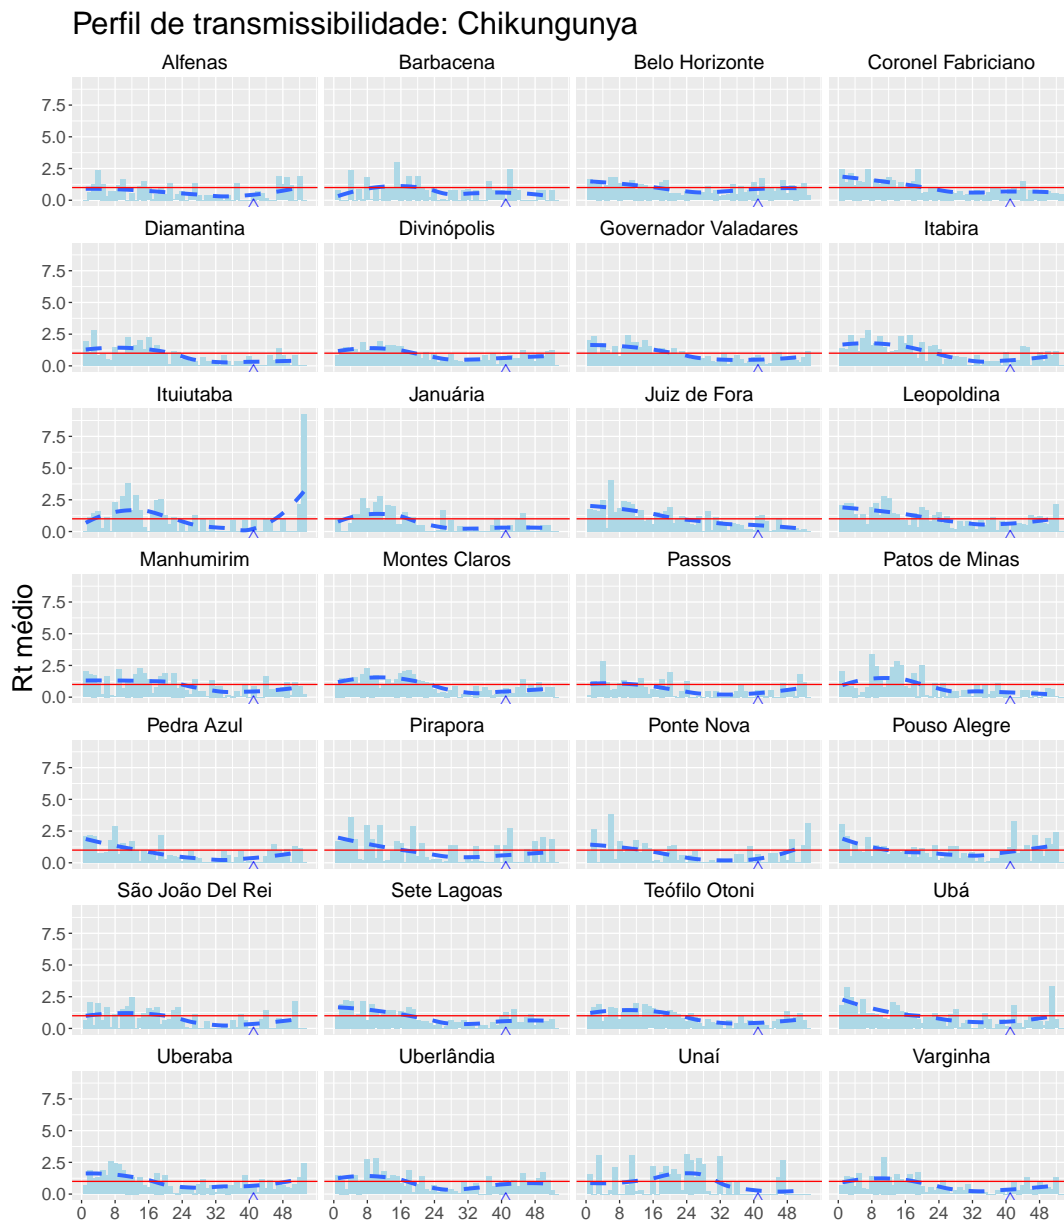 Perfil de transmissibilidade: Chikungunya
Alfenas Barbacena Belo Horizonte Coronel Fabriciano
7.5
5.0
2.5
0.0
Diamantina Divinópolis Governador Valadares Itabira
7.5
5.0
2.5
0.0
Ituiutaba Januária Juiz de Fora Leopoldina
7.5
5.0
2.5
0.0
Manhumirim Montes Claros Passos Patos de Minas
7.5
5.0
2.5
0.0
Rt médio
Pedra Azul Pirapora Ponte Nova Pouso Alegre
7.5
5.0
2.5
0.0
São João Del Rei Sete Lagoas Teófilo Otoni Ubá
7.5
5.0
2.5
0.0
Uberaba Uberlândia Unaí Varginha
7.5
5.0
2.5
0.0
0 8 16 24 32 40 48 0 8 16 24 32 40 48 0 8 16 24 32 40 48 0 8 16 24 32 40 48